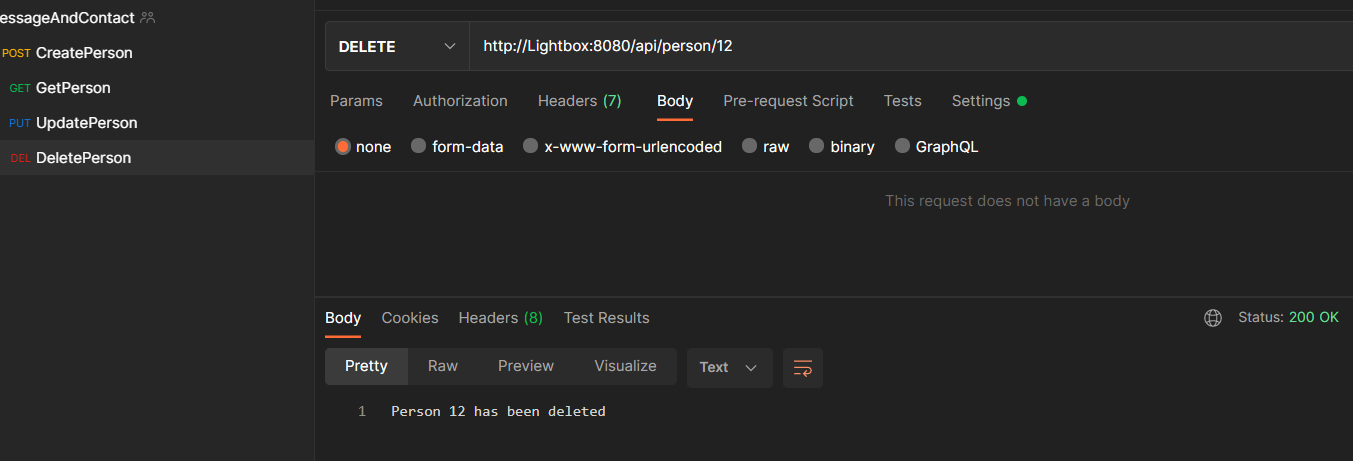 essageAndContact
POST CreatePerson
GET GetPerson
PUT UpdatePerson
DEL DeletePerson
DELETE http://Lightbox:8080/api/person/12
Params Authorization Headers (7) Body Pre-request Script Tests Settings
none form-data x-www-form-urlencoded raw binary GraphQL
This request does not have a body
Body Cookies Headers (8) Test Results Status: 200 OK
Pretty Raw Preview Visualize Text
1 Person 12 has been deleted